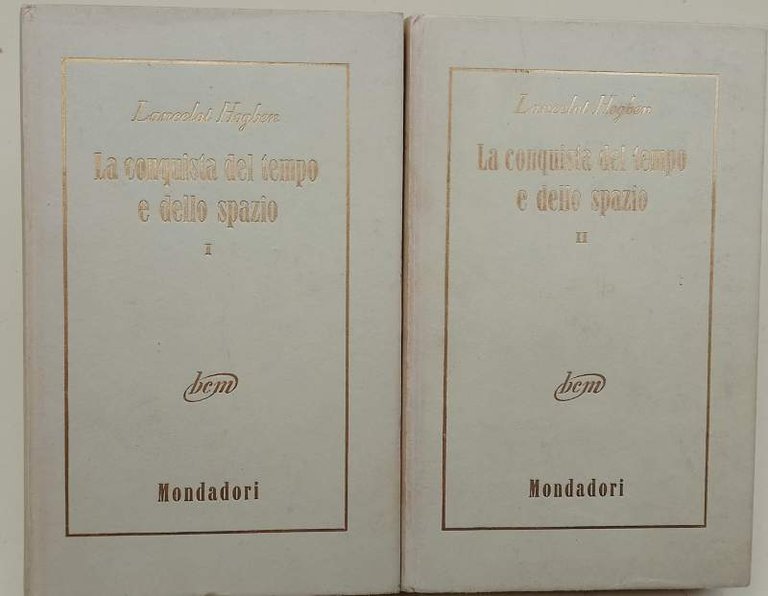 Lancelot Hogben
La conquista del tempo
e dello spazio
I
bcm
Mondadori
Lancelot Hogben
La conquista del tempo
e dello spazio
II
bcm
Mondadori